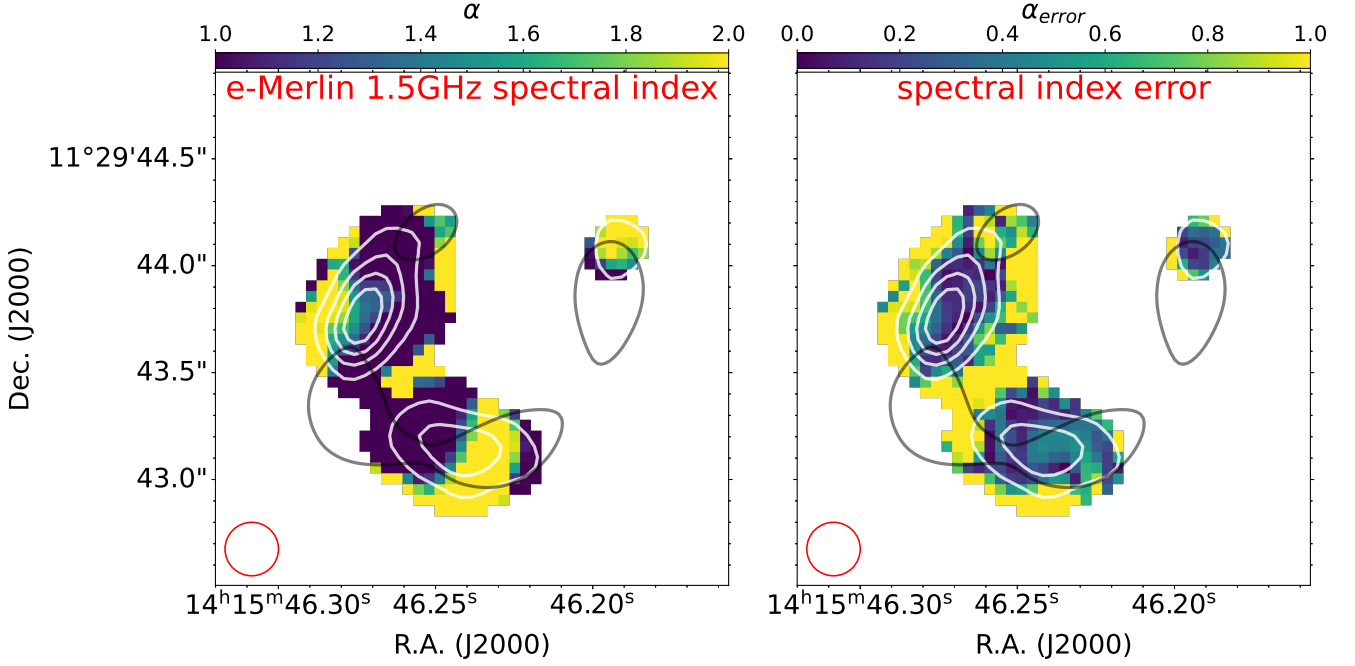 α
1.0 1.2 1.4 1.6 1.8 2.0
e-Merlin 1.5GHz spectral index
11°29'44.5"
44.0"
43.5"
43.0"
Dec. (J2000)
14ʰ15ᵐ46.30ˢ 46.25ˢ 46.20ˢ
R.A. (J2000)
α_error
0.0 0.2 0.4 0.6 0.8 1.0
spectral index error
14ʰ15ᵐ46.30ˢ 46.25ˢ 46.20ˢ
R.A. (J2000)